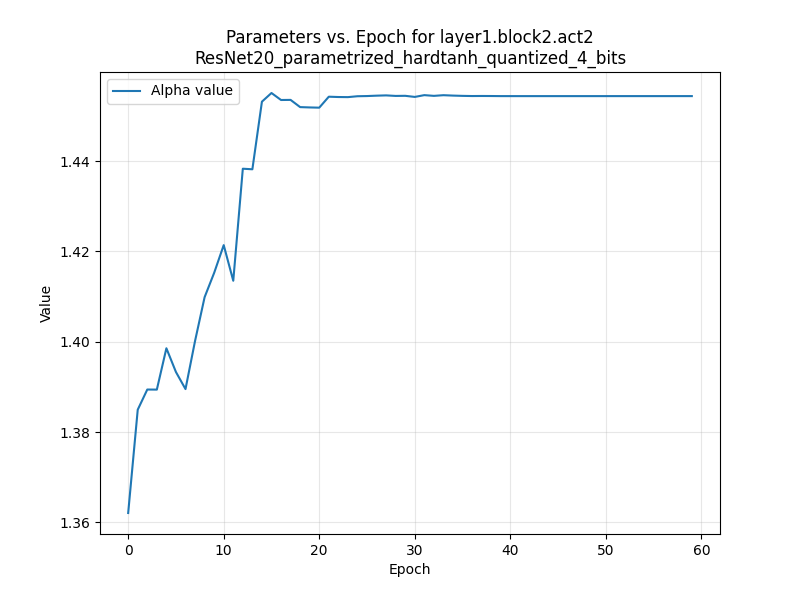 Parameters vs. Epoch for layer1.block2.act2
ResNet20_parametrized_hardtanh_quantized_4_bits
Alpha value
1.44
1.42
1.40
1.38
1.36
Value
0 10 20 30 40 50 60
Epoch